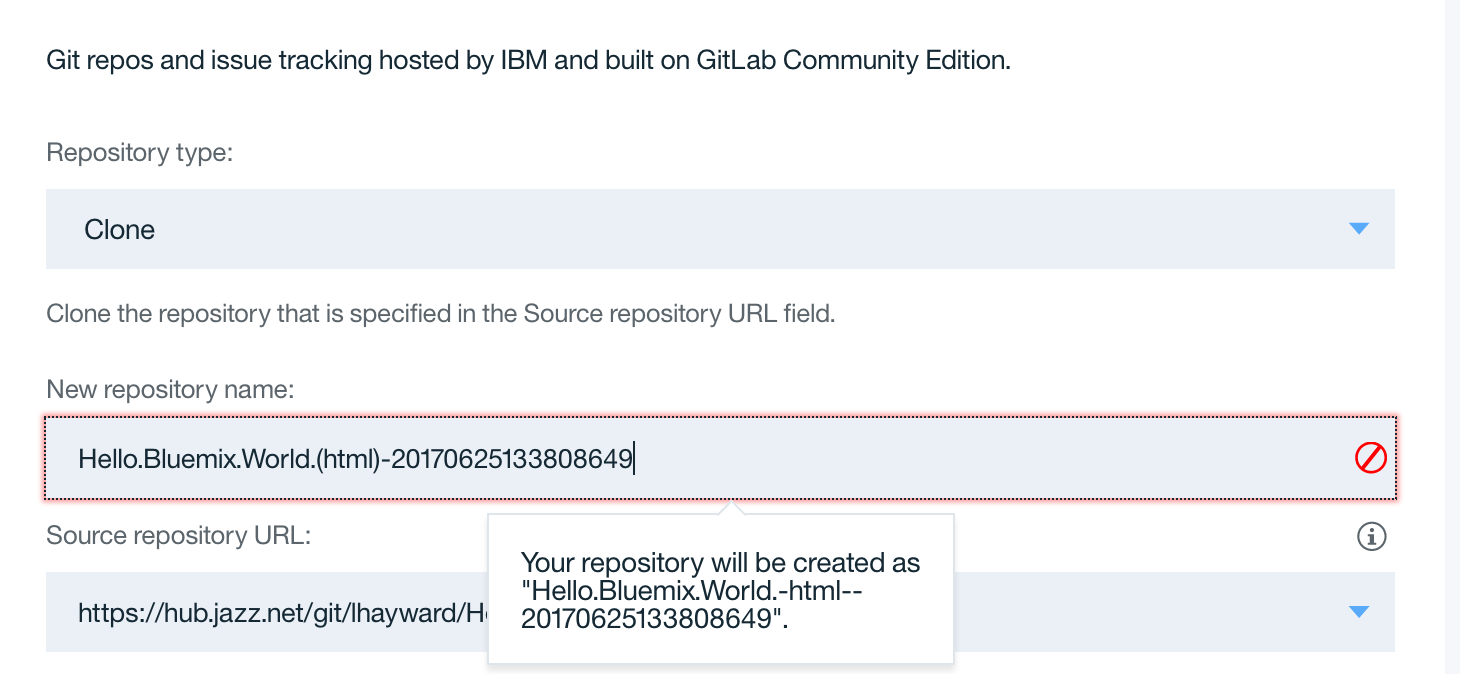 Git repos and issue tracking hosted by IBM and built on GitLab Community Edition.
Repository type:
Clone
Clone the repository that is specified in the Source repository URL field.
New repository name:
Hello.Bluemix.World.(html)-20170625133808649
Source repository URL:
https://hub.jazz.net/git/lhayward/H
Your repository will be created as
"Hello.Bluemix.World.-html--
20170625133808649".